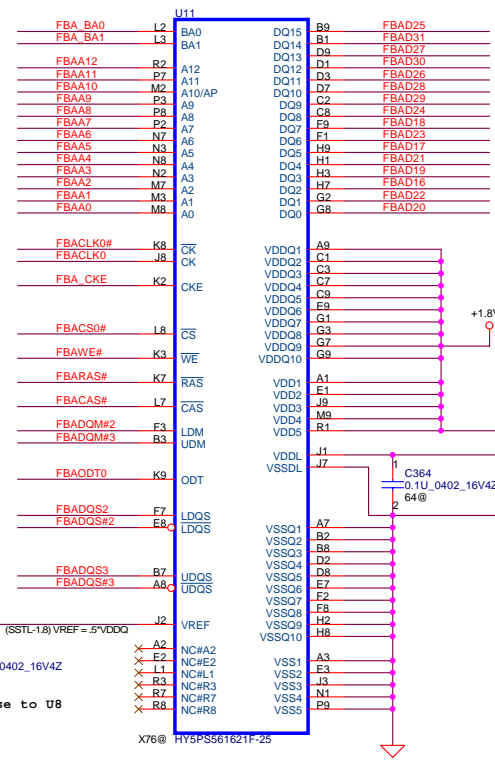 U11
FBA_BA0 L2 BA0 DQ15 B9 FBAD25
FBA_BA1 L3 BA1 DQ14 B1 FBAD31
DQ13 D9 FBAD27
FBAA12 R2 A12 DQ12 D1 FBAD30
FBAA11 P7 A11 DQ11 D3 FBAD26
FBAA10 M2 A10/AP DQ10 D7 FBAD28
FBAA9 P3 A9 DQ9 C2 FBAD29
FBAA8 P8 A8 DQ8 C8 FBAD24
FBAA7 P2 A7 DQ7 F9 FBAD18
FBAA6 N7 A6 DQ6 F1 FBAD23
FBAA5 N3 A5 DQ5 H9 FBAD17
FBAA4 N8 A4 DQ4 H1 FBAD21
FBAA3 N2 A3 DQ3 H3 FBAD19
FBAA2 M7 A2 DQ2 H7 FBAD16
FBAA1 M3 A1 DQ1 G2 FBAD22
FBAA0 M8 A0 DQ0 G8 FBAD20
FBACLK0# K8 CK VDDQ1 A9
FBACLK0 J8 CK VDDQ2 C1
VDDQ3 C3
FBA_CKE K2 CKE VDDQ4 C7
VDDQ5 C9
VDDQ6 E9
VDDQ7 G1
+1.8V
FBACS0# L8 CS VDDQ8 G3
VDDQ9 G7
FBAWE# K3 WE VDDQ10 G9
FBARAS# K7 RAS VDD1 A1
VDD2 E1
FBACAS# L7 CAS VDD3 J9
VDD4 M9
FBADQM#2 F3 LDM VDD5 R1
FBADQM#3 B3 UDM
VDDL J1
VSSDL J7
1
FBAODT0 K9 ODT
C364
0.1U_0402_16V4Z
64@
2
FBADQS2 F7 LDQS
FBADQS#2 E8 LDQS VSSQ1 A7
VSSQ2 B2
VSSQ3 B8
VSSQ4 D2
FBADQS3 B7 UDQS VSSQ5 D8
FBADQS#3 A8 UDQS VSSQ6 E7
VSSQ7 F2
VSSQ8 F8
J2 VREF VSSQ9 H2
(SSTL-1.8) VREF = .5*VDDQ
VSSQ10 H8
A2 NC#A2
E2 NC#E2 VSS1 A3
0402_16V4Z L1 NC#L1 VSS2 E3
R3 NC#R3 VSS3 J3
R7 NC#R7 VSS4 N1
se to U8 R8 NC#R8 VSS5 P9
X76@ HY5PS561621F-25